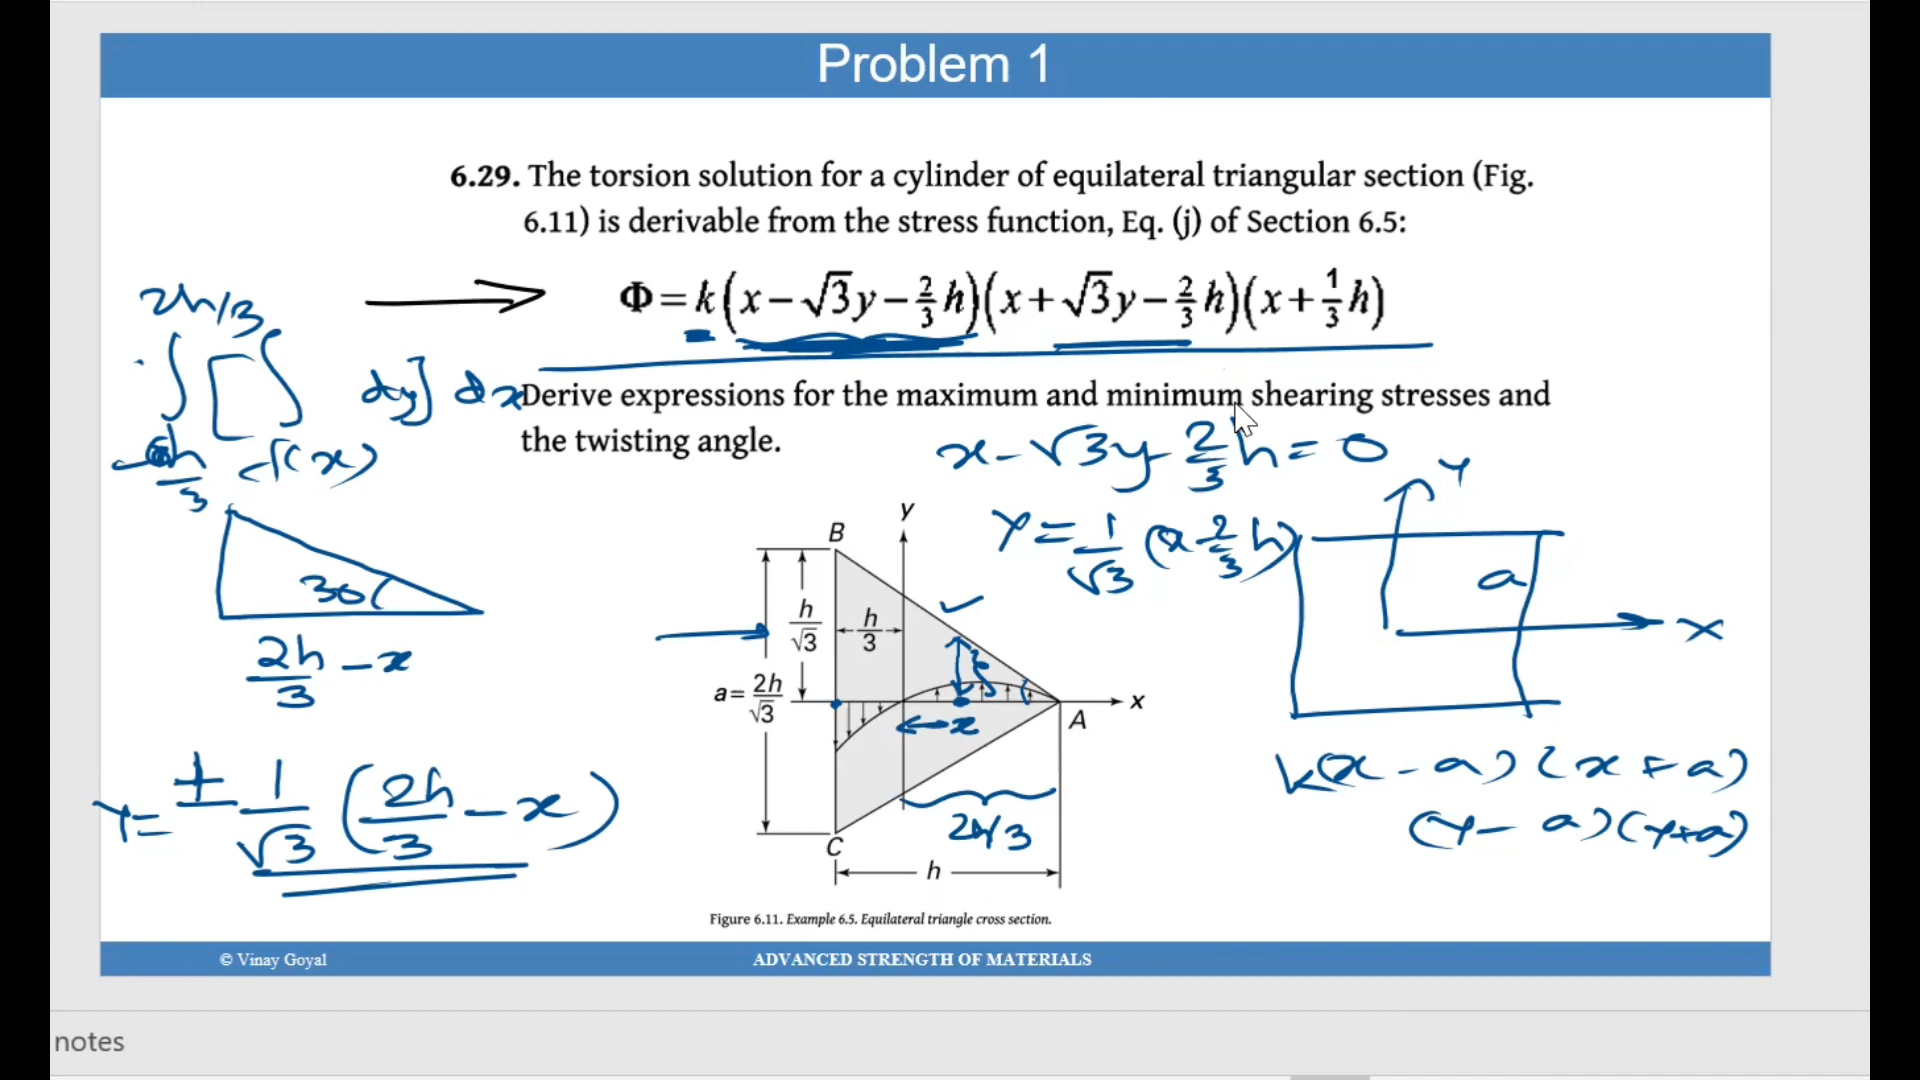 Problem 1
6.29. The torsion solution for a cylinder of equilateral triangular section (Fig.
6.11) is derivable from the stress function, Eq. (j) of Section 6.5:
2h/3
Φ = k(x − √3y − 2/3 h)(x + √3y − 2/3 h)(x + 1/3 h)
∫ [∫ dy] dx
Derive expressions for the maximum and minimum shearing stresses and
the twisting angle.
-f(x)
x - √3y - 2/3 h = 0
Y
Y = 1/√3 (x 2/3 h)
30
2h/3 - x
B
y
h/√3
h/3
a
x
X
a = 2h/√3
A
x
k(x - a)(x + a)
(y - a)(y+a)
Y = ± 1/√3 (2h/3 - x)
2h/3
C
h
Figure 6.11. Example 6.5. Equilateral triangle cross section.
© Vinay Goyal
ADVANCED STRENGTH OF MATERIALS
notes